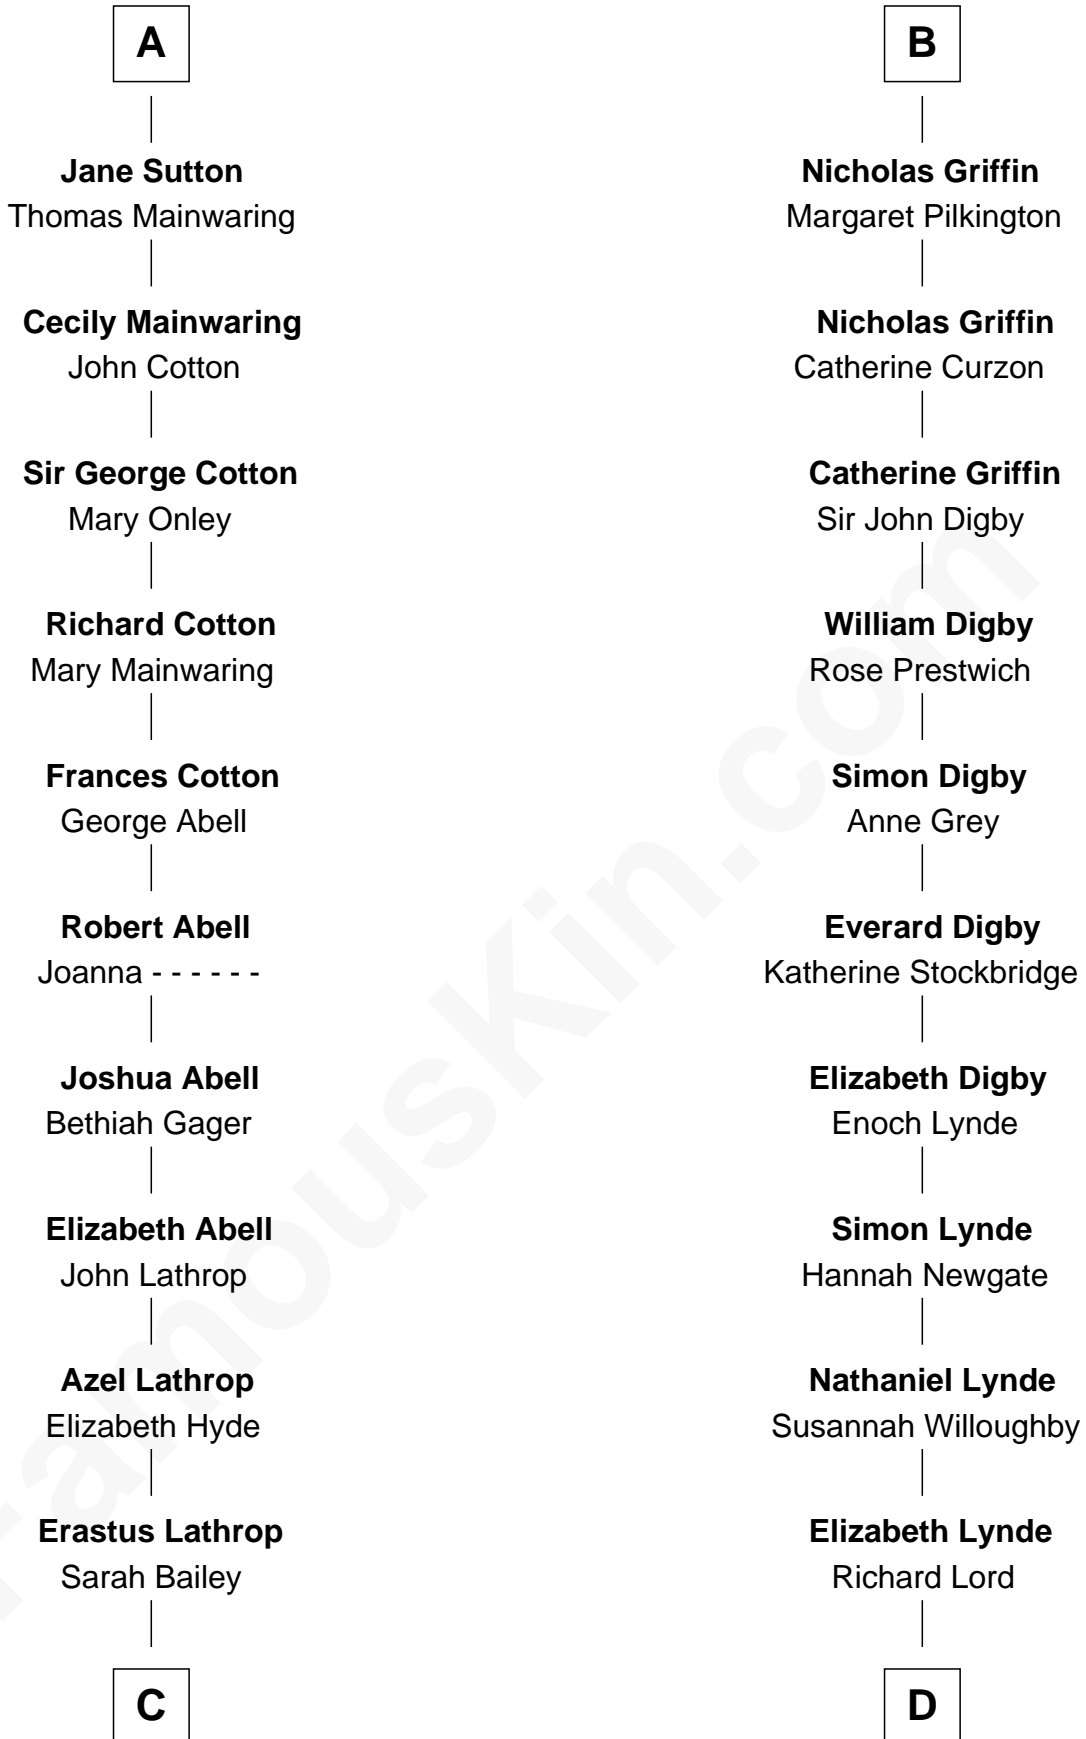 A
Jane Sutton
Thomas Mainwaring
Cecily Mainwaring
John Cotton
Sir George Cotton
Mary Onley
Richard Cotton
Mary Mainwaring
Frances Cotton
George Abell
Robert Abell
Joanna - - - - - -
Joshua Abell
Bethiah Gager
Elizabeth Abell
John Lathrop
Azel Lathrop
Elizabeth Hyde
Erastus Lathrop
Sarah Bailey
C
B
Nicholas Griffin
Margaret Pilkington
Nicholas Griffin
Catherine Curzon
Catherine Griffin
Sir John Digby
William Digby
Rose Prestwich
Simon Digby
Anne Grey
Everard Digby
Katherine Stockbridge
Elizabeth Digby
Enoch Lynde
Simon Lynde
Hannah Newgate
Nathaniel Lynde
Susannah Willoughby
Elizabeth Lynde
Richard Lord
D
FamousKin.com